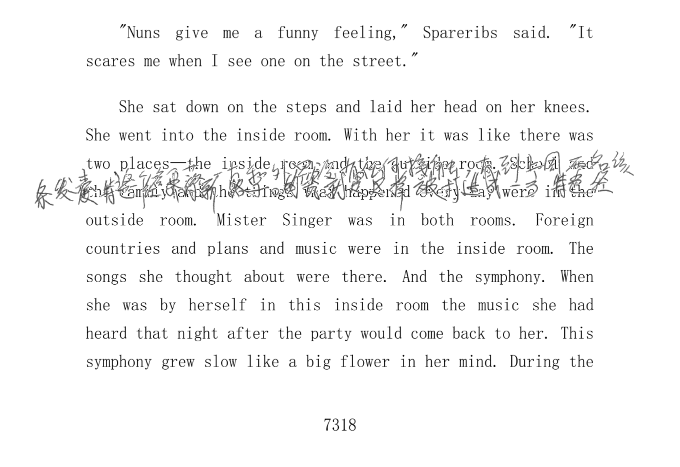 "Nuns give me a funny feeling," Spareribs said. "It
scares me when I see one on the street."
She sat down on the steps and laid her head on her knees.
She went into the inside room. With her it was like there was
two places—the inside room and the outside room. School and
the family and the things that happened every day were in the
outside room. Mister Singer was in both rooms. Foreign
countries and plans and music were in the inside room. The
songs she thought about were there. And the symphony. When
she was by herself in this inside room the music she had
heard that night after the party would come back to her. This
symphony grew slow like a big flower in her mind. During the
7318